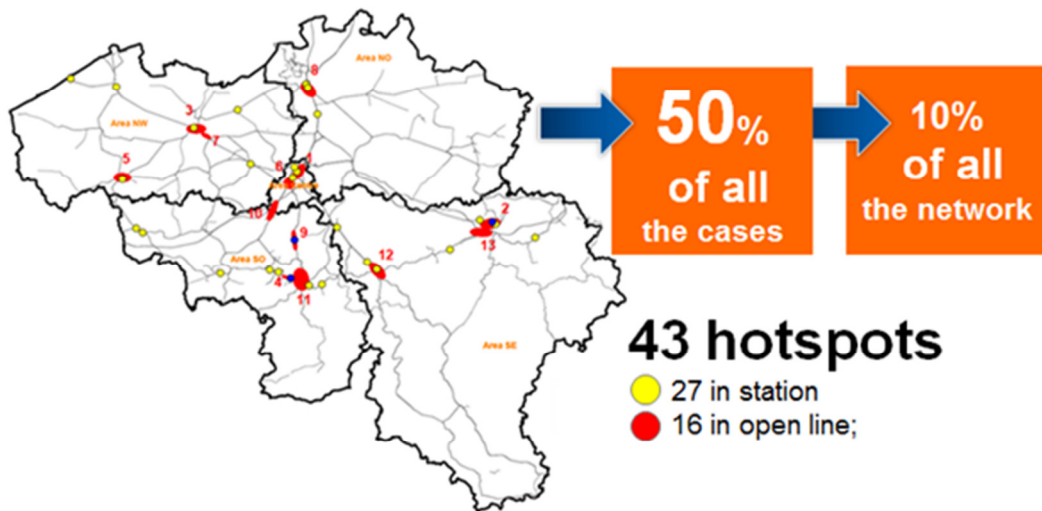 Area NO
8
3
Area NW
7
5
1
6
10
2
9
13
Area SO
12
4
11
Area SE
50%
of all
the cases
10%
of all
the network
43 hotspots
27 in station
16 in open line;